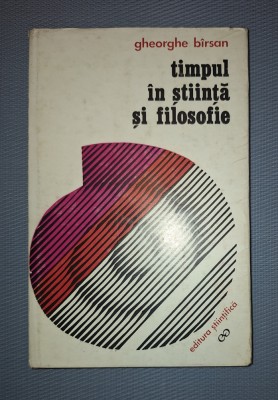 gheorghe bîrsan
timpul
în știință
și filosofie
editura științifică